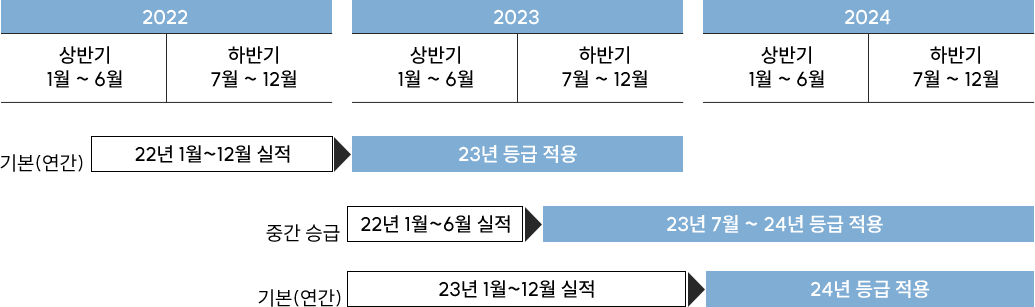 2022 2023 2024
상반기 하반기 상반기 하반기 상반기 하반기
1월 ~ 6월 7월 ~ 12월 1월 ~ 6월 7월 ~ 12월 1월 ~ 6월 7월 ~ 12월
기본(연간) 22년 1월~12월 실적 23년 등급 적용
중간 승급 22년 1월~6월 실적 23년 7월 ~ 24년 등급 적용
기본(연간) 23년 1월~12월 실적 24년 등급 적용